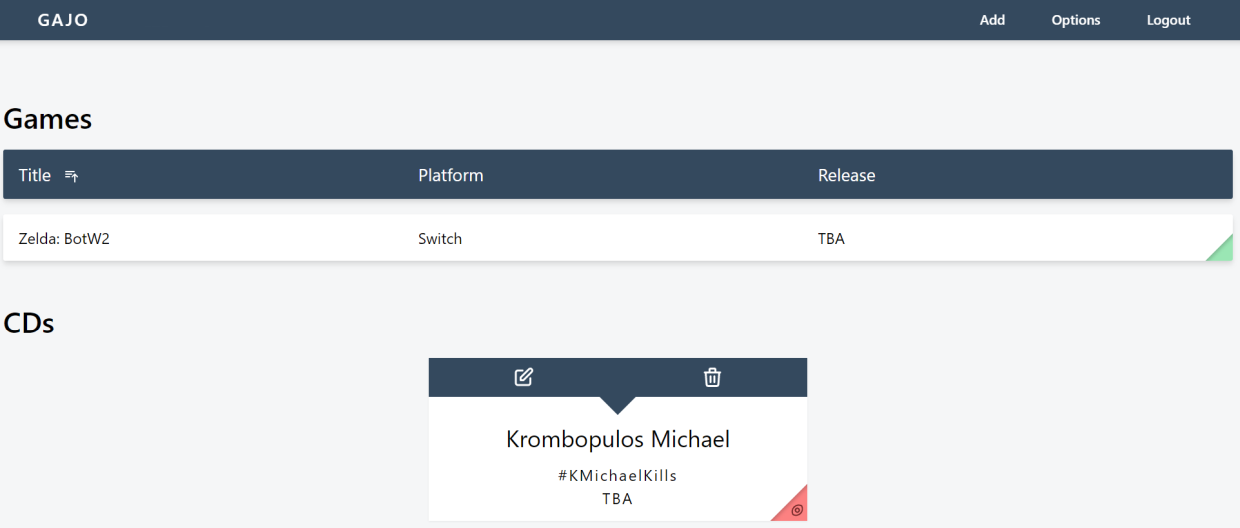 GAJO Add Options Logout
Games
Title Platform Release
Zelda: BotW2 Switch TBA
CDs
Krombopulos Michael
#KMichaelKills
TBA